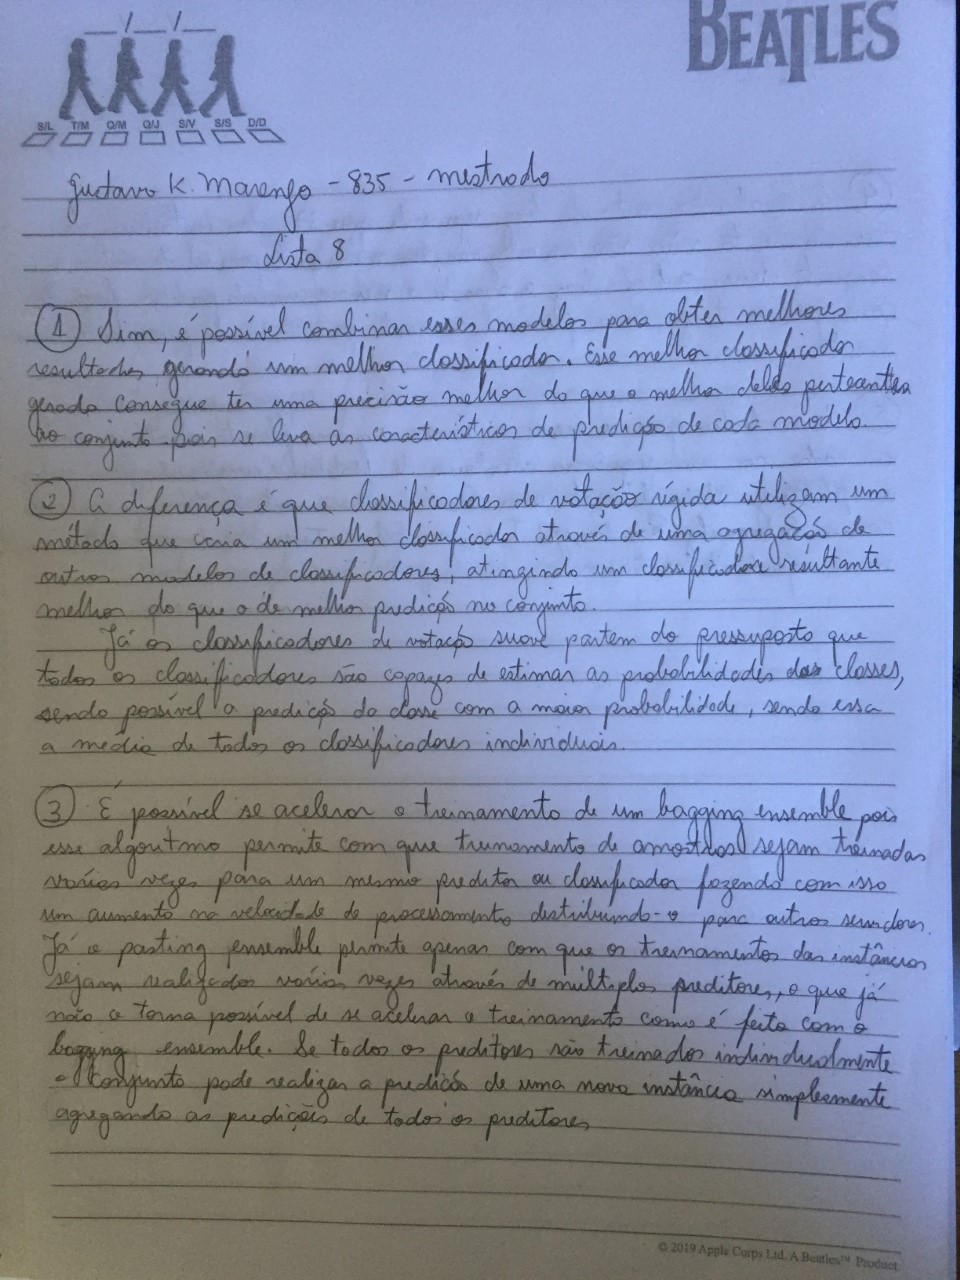 BEATLES
S/L T/M Q/M Q/J S/V S/S D/D
Gustavo K. Marengo - 835 - mestrado
Lista 8
1 Sim, é possível combinar esses modelos para obter melhores
resultados, gerando um melhor classificador. Esse melhor classificador
gerado consegue ter uma precisão melhor do que o melhor deles pertencentes
ao conjunto pois se leva as características de predição de cada modelo.
2 A diferença é que classificadores de votação rígida utilizam um
método que cria um melhor classificador através de uma agregação de
outros modelos de classificadores, atingindo um classificador resultante
melhor do que o de melhor predição no conjunto.
Já os classificadores de votação suave partem do pressuposto que
todos os classificadores são capazes de estimar as probabilidades das classes,
sendo possível a predição da classe com a maior probabilidade, sendo essa
a media de todos os classificadores individuais.
3 É possível se acelerar o treinamento de um bagging ensemble pois
esse algoritmo permite com que treinamento de amostras sejam treinadas
varias vezes para um mesmo preditor ou classificador fazendo com isso
um aumento na velocidade de processamento distribuindo-o para outros servidores.
Já o pasting ensemble permite apenas com que os treinamentos das instâncias
sejam realizados várias vezes através de múltiplos preditores, o que já
não o torna possível de se acelerar o treinamento como é feito com o
bagging ensemble. Se todos os preditores são treinados individualmente
o conjunto pode realizar a predição de uma nova instância simplesmente
agregando as predições de todos os preditores
© 2019 Apple Corps Ltd. A Beatles™ Product